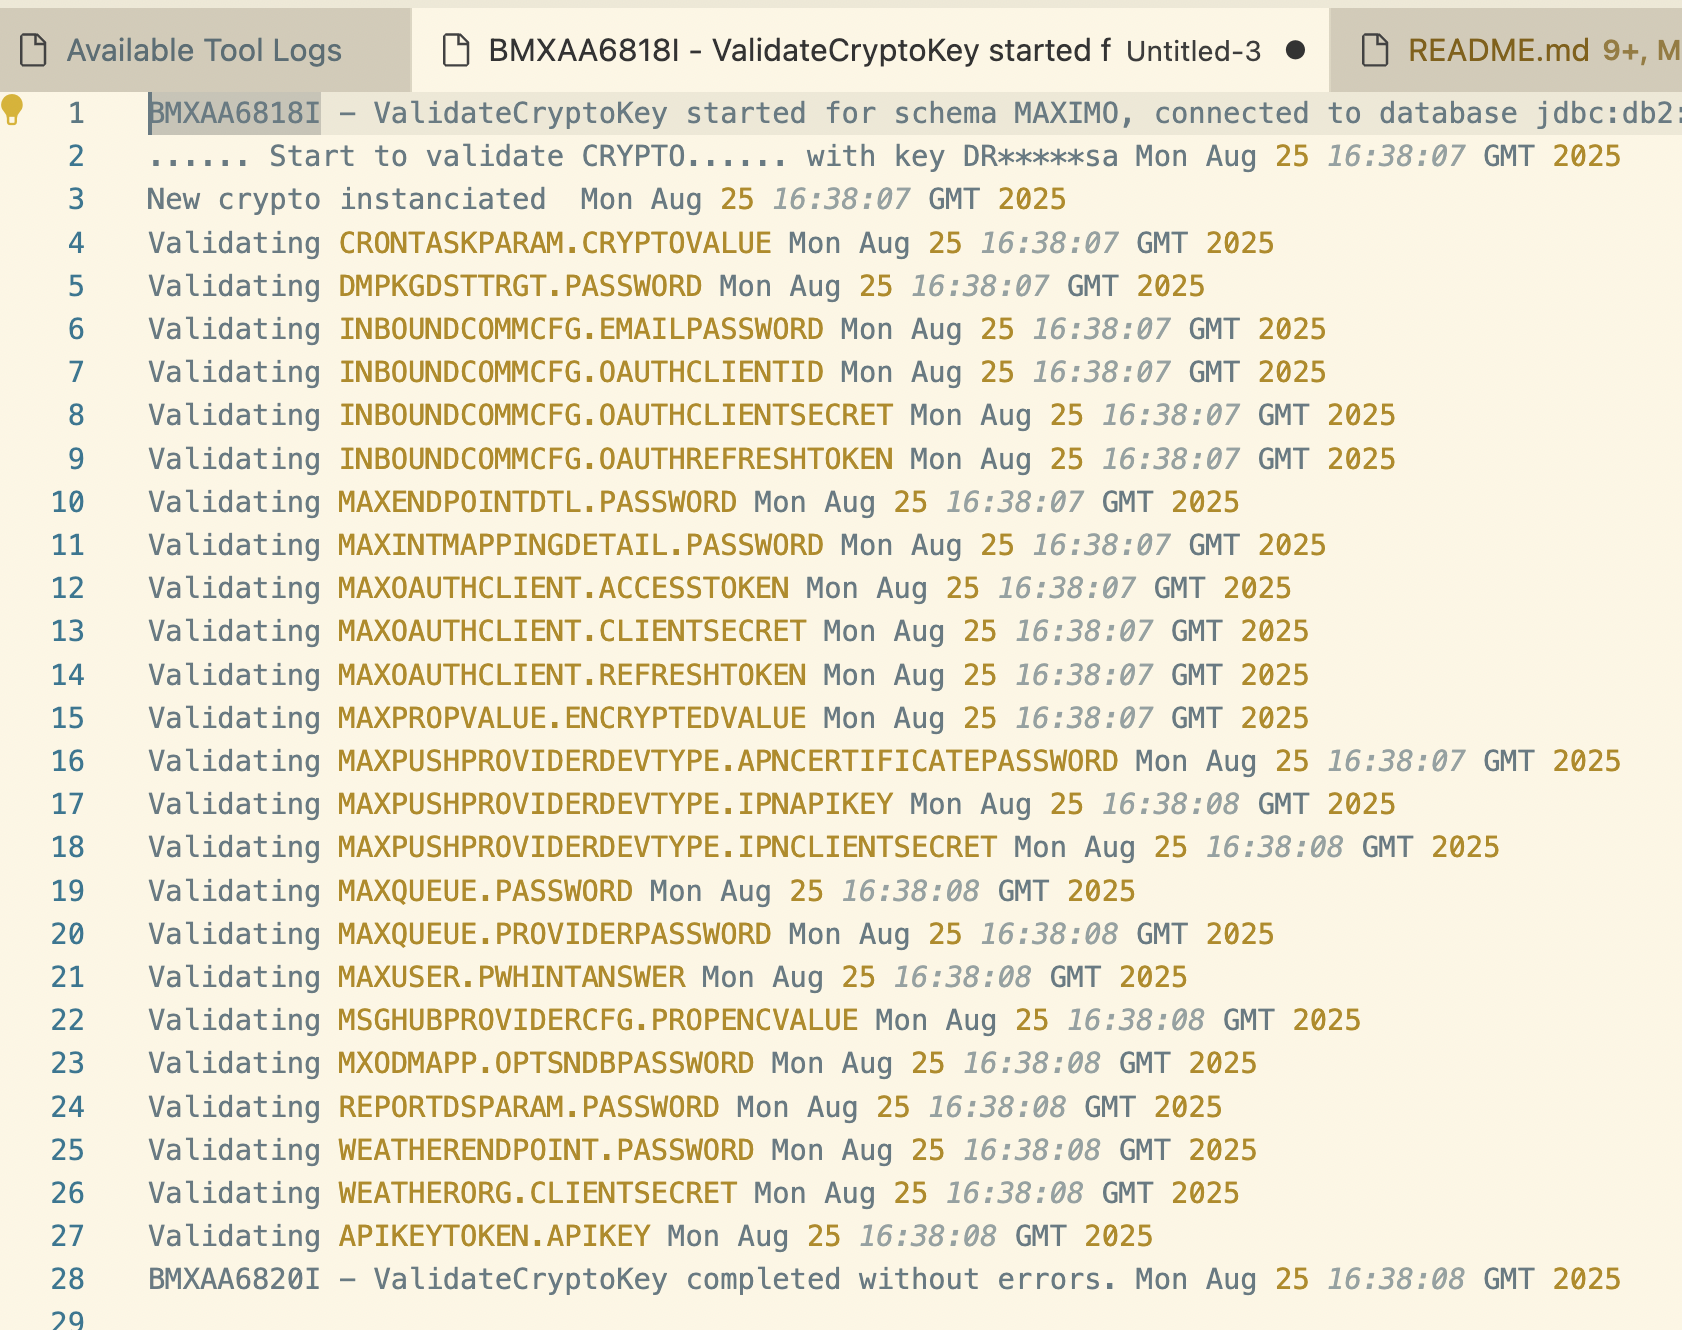 Available Tool Logs
BMXAA6818I - ValidateCryptoKey started f Untitled-3
README.md 9+, M
1 BMXAA6818I – ValidateCryptoKey started for schema MAXIMO, connected to database jdbc:db2:
2 ...... Start to validate CRYPTO...... with key DR*****sa Mon Aug 25 16:38:07 GMT 2025
3 New crypto instanciated  Mon Aug 25 16:38:07 GMT 2025
4 Validating CRONTASKPARAM.CRYPTOVALUE Mon Aug 25 16:38:07 GMT 2025
5 Validating DMPKGDSTTRGT.PASSWORD Mon Aug 25 16:38:07 GMT 2025
6 Validating INBOUNDCOMMCFG.EMAILPASSWORD Mon Aug 25 16:38:07 GMT 2025
7 Validating INBOUNDCOMMCFG.OAUTHCLIENTID Mon Aug 25 16:38:07 GMT 2025
8 Validating INBOUNDCOMMCFG.OAUTHCLIENTSECRET Mon Aug 25 16:38:07 GMT 2025
9 Validating INBOUNDCOMMCFG.OAUTHREFRESHTOKEN Mon Aug 25 16:38:07 GMT 2025
10 Validating MAXENDPOINTDTL.PASSWORD Mon Aug 25 16:38:07 GMT 2025
11 Validating MAXINTMAPPINGDETAIL.PASSWORD Mon Aug 25 16:38:07 GMT 2025
12 Validating MAXOAUTHCLIENT.ACCESSTOKEN Mon Aug 25 16:38:07 GMT 2025
13 Validating MAXOAUTHCLIENT.CLIENTSECRET Mon Aug 25 16:38:07 GMT 2025
14 Validating MAXOAUTHCLIENT.REFRESHTOKEN Mon Aug 25 16:38:07 GMT 2025
15 Validating MAXPROPVALUE.ENCRYPTEDVALUE Mon Aug 25 16:38:07 GMT 2025
16 Validating MAXPUSHPROVIDERDEVTYPE.APNCERTIFICATEPASSWORD Mon Aug 25 16:38:07 GMT 2025
17 Validating MAXPUSHPROVIDERDEVTYPE.IPNAPIKEY Mon Aug 25 16:38:08 GMT 2025
18 Validating MAXPUSHPROVIDERDEVTYPE.IPNCLIENTSECRET Mon Aug 25 16:38:08 GMT 2025
19 Validating MAXQUEUE.PASSWORD Mon Aug 25 16:38:08 GMT 2025
20 Validating MAXQUEUE.PROVIDERPASSWORD Mon Aug 25 16:38:08 GMT 2025
21 Validating MAXUSER.PWHINTANSWER Mon Aug 25 16:38:08 GMT 2025
22 Validating MSGHUBPROVIDERCFG.PROPENCVALUE Mon Aug 25 16:38:08 GMT 2025
23 Validating MXODMAPP.OPTSNDBPASSWORD Mon Aug 25 16:38:08 GMT 2025
24 Validating REPORTDSPARAM.PASSWORD Mon Aug 25 16:38:08 GMT 2025
25 Validating WEATHERENDPOINT.PASSWORD Mon Aug 25 16:38:08 GMT 2025
26 Validating WEATHERORG.CLIENTSECRET Mon Aug 25 16:38:08 GMT 2025
27 Validating APIKEYTOKEN.APIKEY Mon Aug 25 16:38:08 GMT 2025
28 BMXAA6820I – ValidateCryptoKey completed without errors. Mon Aug 25 16:38:08 GMT 2025
29